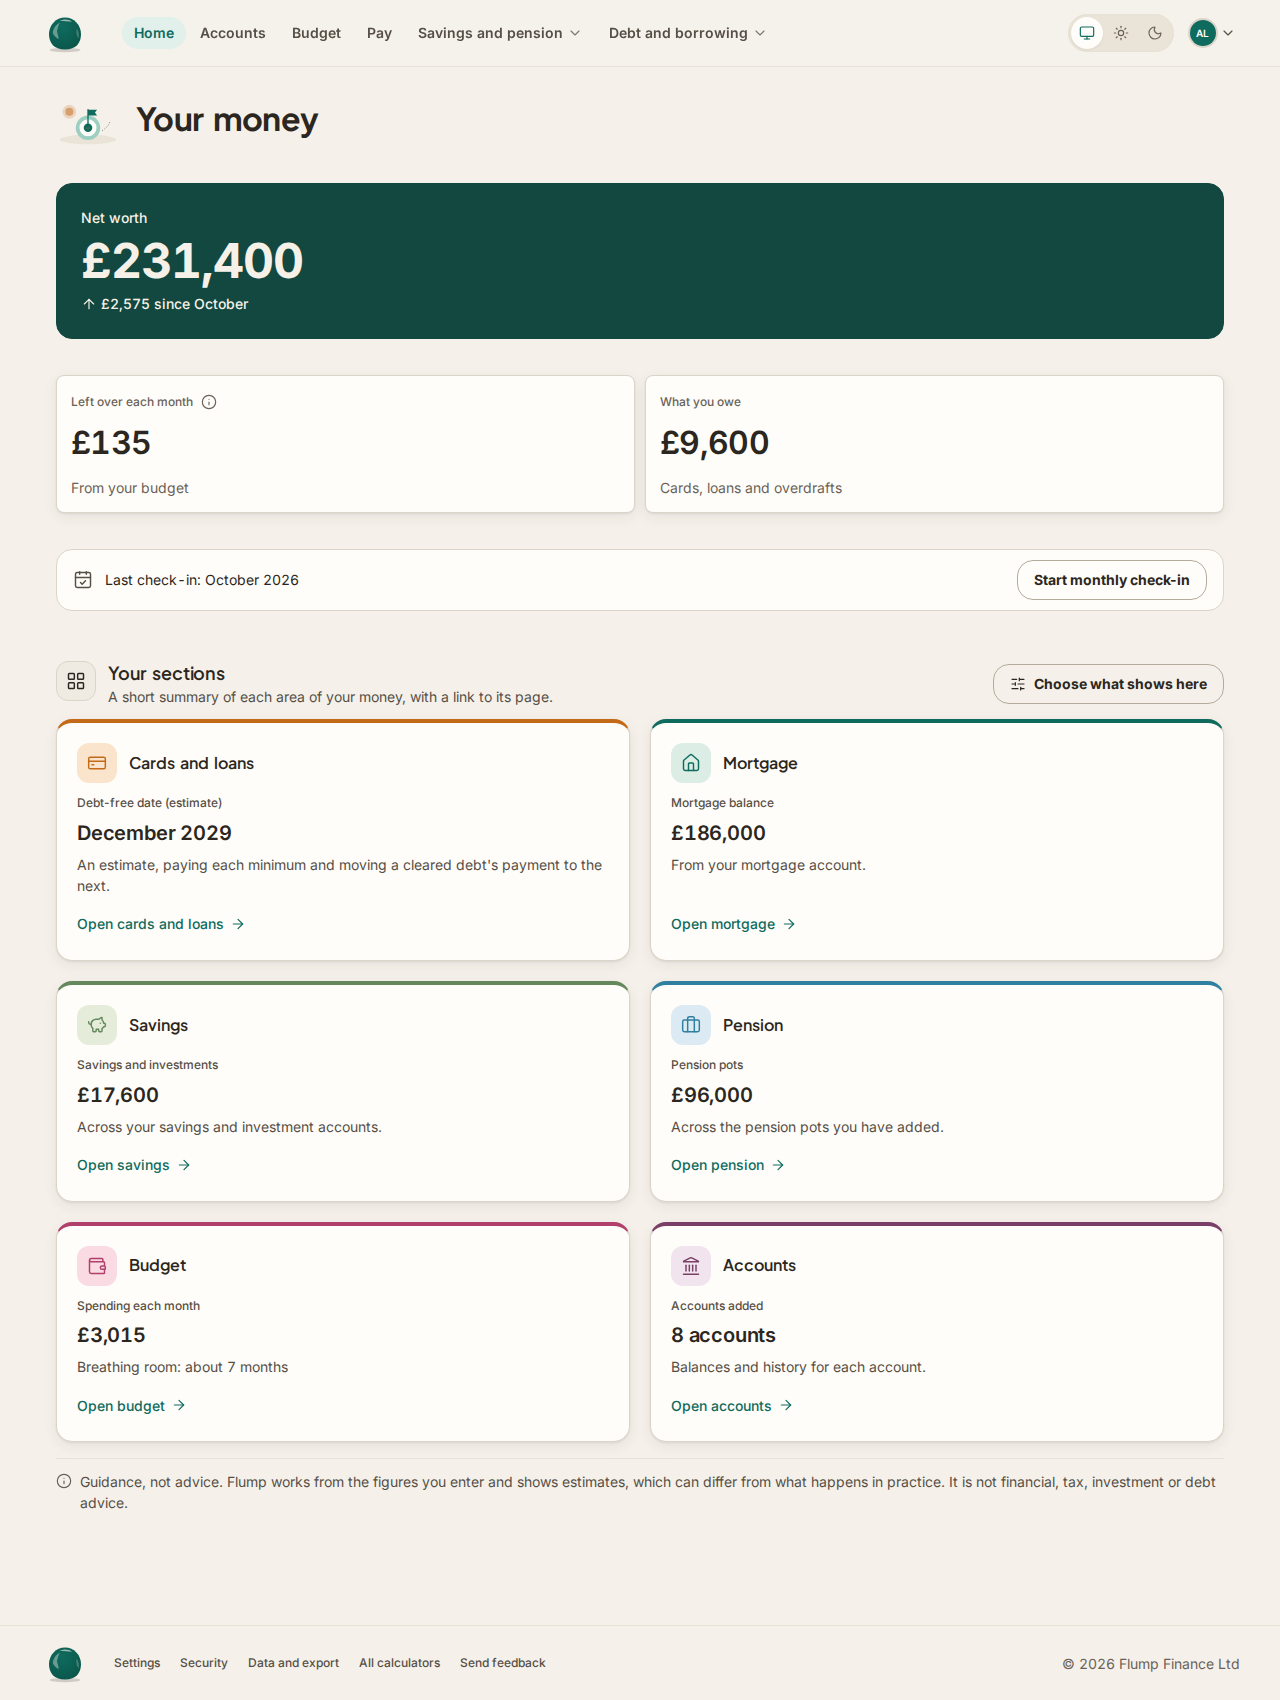 Home Accounts Budget Pay Savings and pension Debt and borrowing AL
Your money
Net worth
£231,400
↑ £2,575 since October
Left over each month
£135
From your budget
What you owe
£9,600
Cards, loans and overdrafts
Last check-in: October 2026
Start monthly check-in
Your sections
A short summary of each area of your money, with a link to its page.
Choose what shows here
Cards and loans
Debt-free date (estimate)
December 2029
An estimate, paying each minimum and moving a cleared debt's payment to the
next.
Open cards and loans →
Mortgage
Mortgage balance
£186,000
From your mortgage account.
Open mortgage →
Savings
Savings and investments
£17,600
Across your savings and investment accounts.
Open savings →
Pension
Pension pots
£96,000
Across the pension pots you have added.
Open pension →
Budget
Spending each month
£3,015
Breathing room: about 7 months
Open budget →
Accounts
Accounts added
8 accounts
Balances and history for each account.
Open accounts →
Guidance, not advice. Flump works from the figures you enter and shows estimates, which can differ from what happens in practice. It is not financial, tax, investment or debt
advice.
Settings Security Data and export All calculators Send feedback
© 2026 Flump Finance Ltd